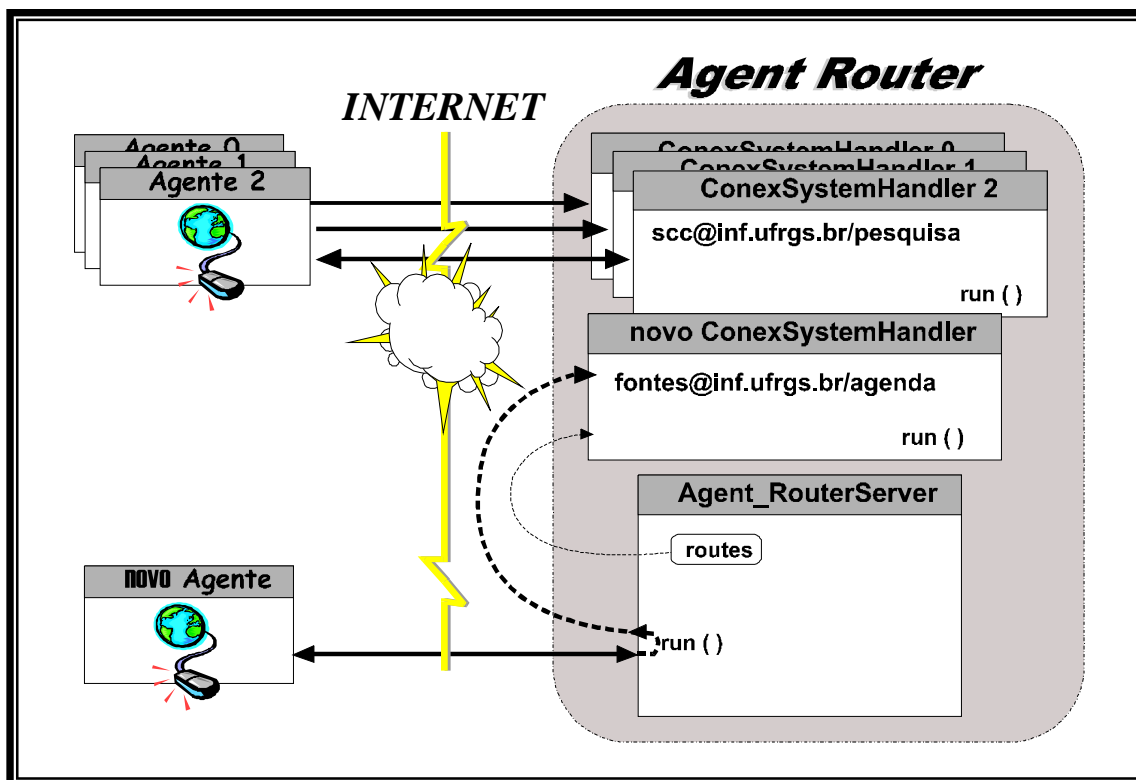 Agent Router
INTERNET
Agente 0
Agente 1
Agente 2
ConexSystemHandler 0
ConexSystemHandler 1
ConexSystemHandler 2
scc@inf.ufrgs.br/pesquisa
run ( )
novo ConexSystemHandler
fontes@inf.ufrgs.br/agenda
run ( )
Agent_RouterServer
routes
novo Agente
run ( )